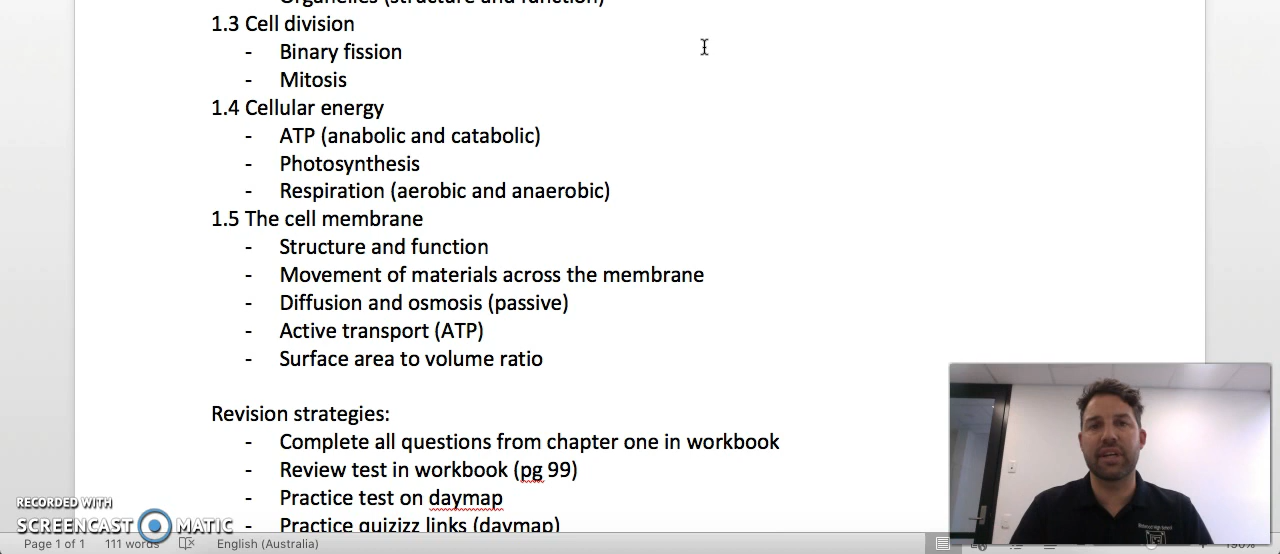 Organelles (structure and function)
1.3 Cell division
- Binary fission
- Mitosis
1.4 Cellular energy
- ATP (anabolic and catabolic)
- Photosynthesis
- Respiration (aerobic and anaerobic)
1.5 The cell membrane
- Structure and function
- Movement of materials across the membrane
- Diffusion and osmosis (passive)
- Active transport (ATP)
- Surface area to volume ratio
Revision strategies:
- Complete all questions from chapter one in workbook
- Review test in workbook (pg 99)
- Practice test on daymap
- Practice quizizz links (daymap)
RECORDED WITH
SCREENCAST MATIC
Page 1 of 1 111 words English (Australia)